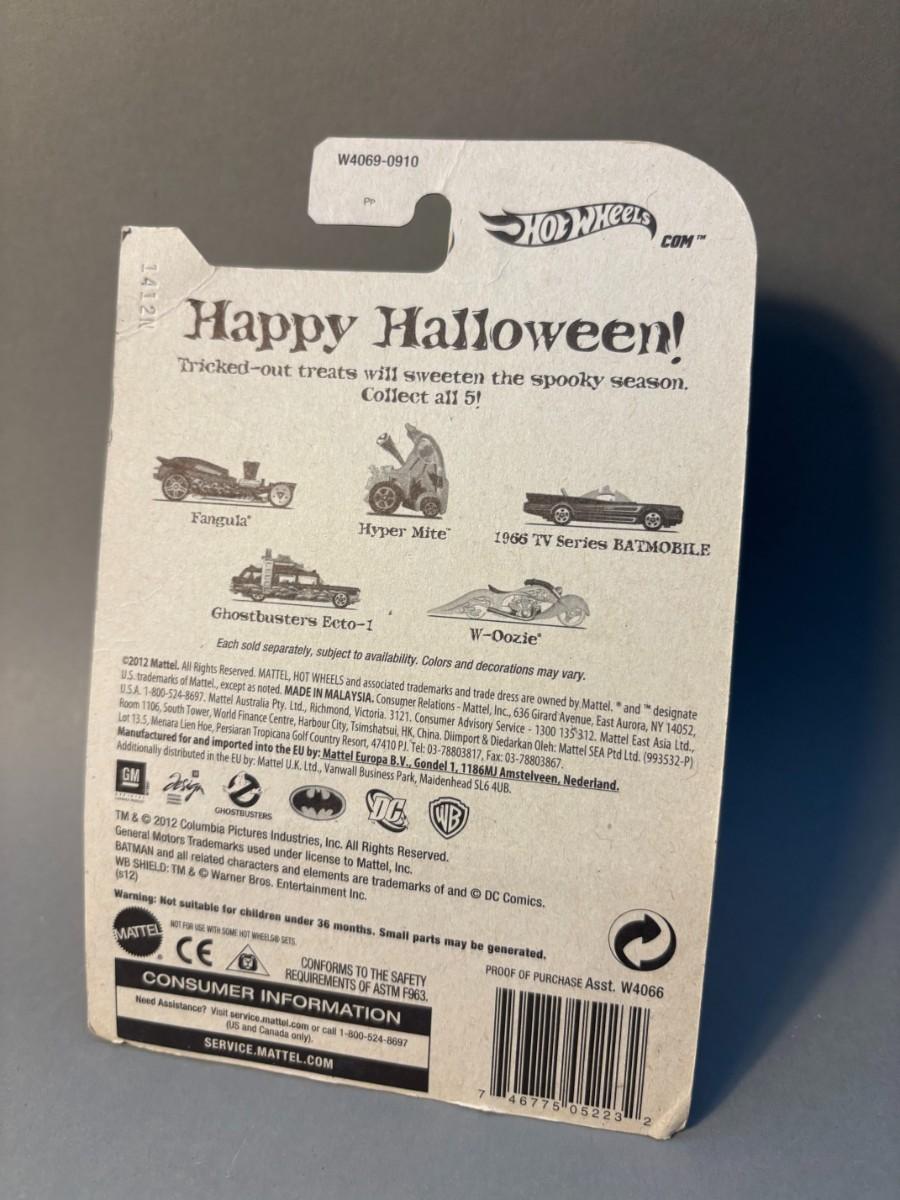 W4069-0910
PP
HOT WHEELS
COM™
1412N
Happy Halloween!
Tricked-out treats will sweeten the spooky season.
Collect all 5!
Fangula®
Hyper Mite™
1966 TV Series BATMOBILE
Ghostbusters Ecto-1
W-Oozie®
Each sold separately, subject to availability. Colors and decorations may vary.
©2012 Mattel. All Rights Reserved. MATTEL, HOT WHEELS and associated trademarks and trade dress are owned by Mattel. ® and ™ designate
U.S. trademarks of Mattel., except as noted. MADE IN MALAYSIA. Consumer Relations - Mattel, Inc., 636 Girard Avenue, East Aurora, NY 14052,
U.S.A. 1-800-524-8697. Mattel Australia Pty. Ltd., Richmond, Victoria. 3121. Consumer Advisory Service - 1300 135 312. Mattel East Asia Ltd.,
Room 1106, South Tower, World Finance Centre, Harbour City, Tsimshatsui, HK, China. Diimport & Diedarkan Oleh: Mattel SEA Ptd Ltd. (993532-P)
Lot 13.5, Menara Lien Hoe, Persiaran Tropicana Golf Country Resort, 47410 PJ. Tel: 03-78803817, Fax: 03-78803867.
Manufactured for and imported into the EU by: Mattel Europa B.V., Gondel 1, 1186MJ Amstelveen, Nederland.
Additionally distributed in the EU by: Mattel U.K. Ltd., Vanwall Business Park, Maidenhead SL6 4UB.
GM
design
GHOSTBUSTERS
DC
WB
TM & © 2012 Columbia Pictures Industries, Inc. All Rights Reserved.
General Motors Trademarks used under license to Mattel, Inc.
BATMAN and all related characters and elements are trademarks of and © DC Comics.
WB SHIELD: TM & © Warner Bros. Entertainment Inc.
(s12)
Warning: Not suitable for children under 36 months. Small parts may be generated.
MATTEL
NOT FOR USE WITH SOME HOT WHEELS® SETS.
CE
CONFORMS TO THE SAFETY
REQUIREMENTS OF ASTM F963.
PROOF OF PURCHASE Asst. W4066
CONSUMER INFORMATION
Need Assistance? Visit service.mattel.com or call 1-800-524-8697
(US and Canada only).
SERVICE.MATTEL.COM
7 46775 05223 2